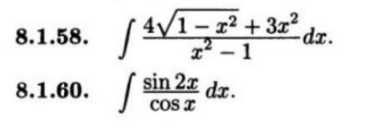 8.1.58. ∫ (4√(1 − x²) + 3x²)/(x² − 1) dx.
8.1.60. ∫ (sin 2x)/(cos x) dx.